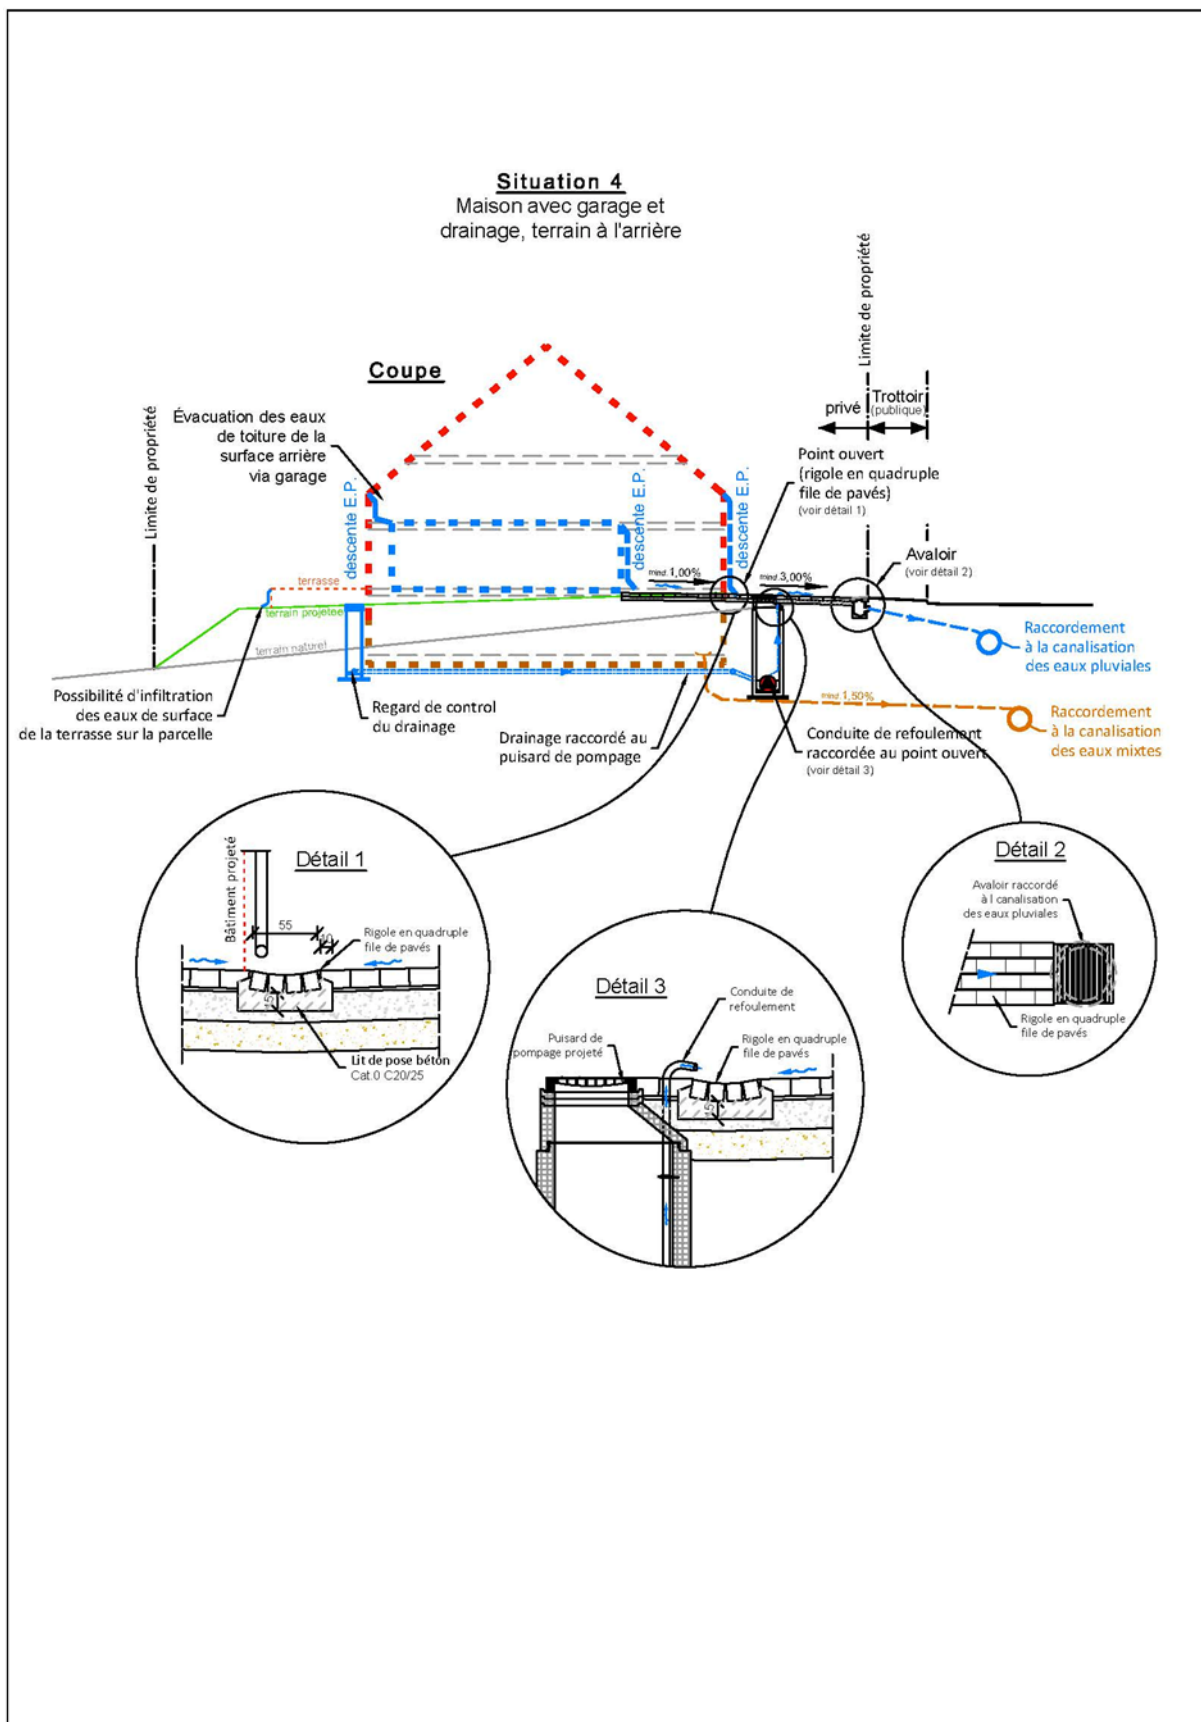 Situation 4
Maison avec garage et
drainage, terrain à l'arrière
Coupe
Limite de propriété
Limite de propriété
privé
Trottoir
(publique)
Évacuation des eaux
de toiture de la
surface arrière
via garage
descente E.P.
descente E.P.
descente E.P.
Point ouvert
(rigole en quadruple
file de pavés)
(voir détail 1)
mind.1,00%
mind.3,00%
Avaloir
(voir détail 2)
terrasse
terrain projetée
terrain naturel
Raccordement
à la canalisation
des eaux pluviales
Possibilité d'infiltration
des eaux de surface
de la terrasse sur la parcelle
Regard de control
du drainage
Drainage raccordé au
puisard de pompage
mind.1,50%
Conduite de refoulement
raccordée au point ouvert
(voir détail 3)
Raccordement
à la canalisation
des eaux mixtes
Détail 1
Bâtiment projeté
55
10
Rigole en quadruple
file de pavés
15
Lit de pose béton
Cat.0 C20/25
Détail 2
Avaloir raccordé
à l canalisation
des eaux pluviales
Rigole en quadruple
file de pavés
Détail 3
Conduite de
refoulement
Puisard de
pompage projeté
Rigole en quadruple
file de pavés
15